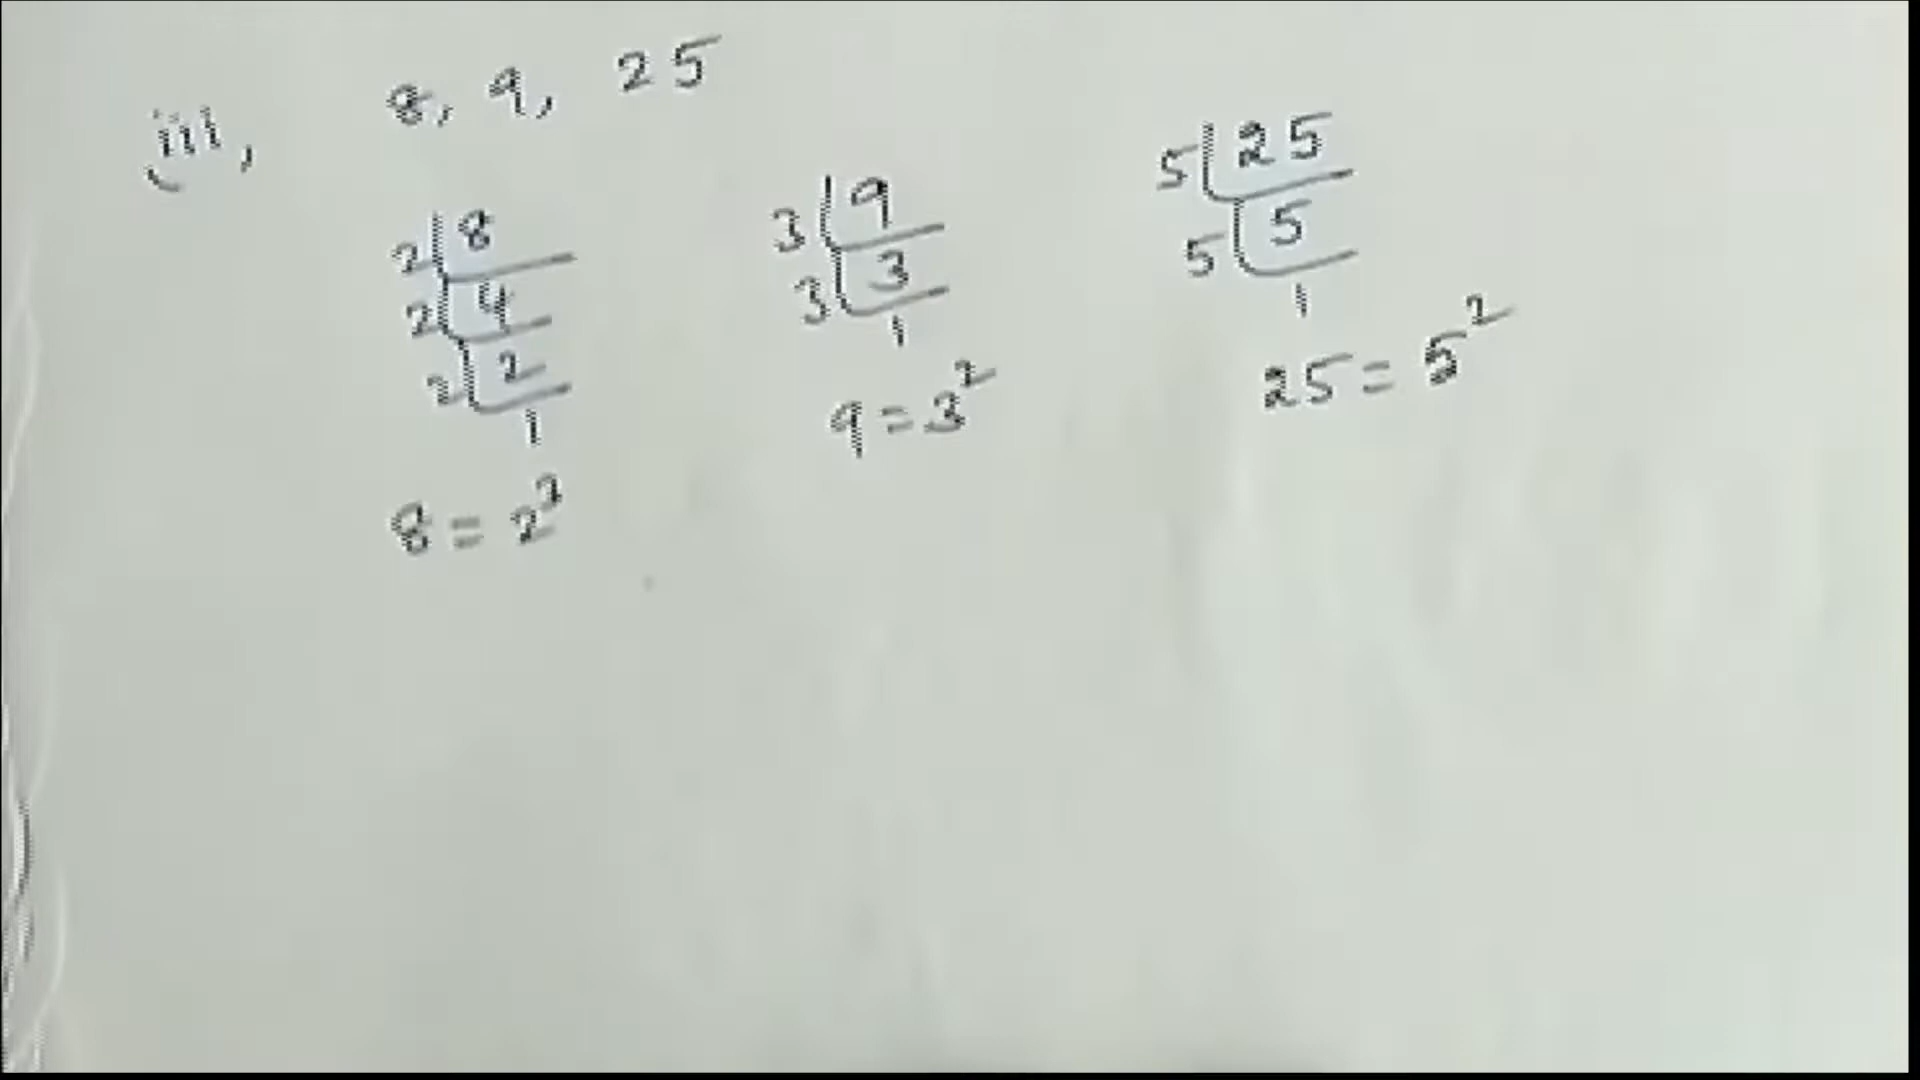 iii, 8, 9, 25
2 8
2 4
2 2
1
8 = 2³
3 9
3 3
1
9 = 3²
5 25
5 5
1
25 = 5²